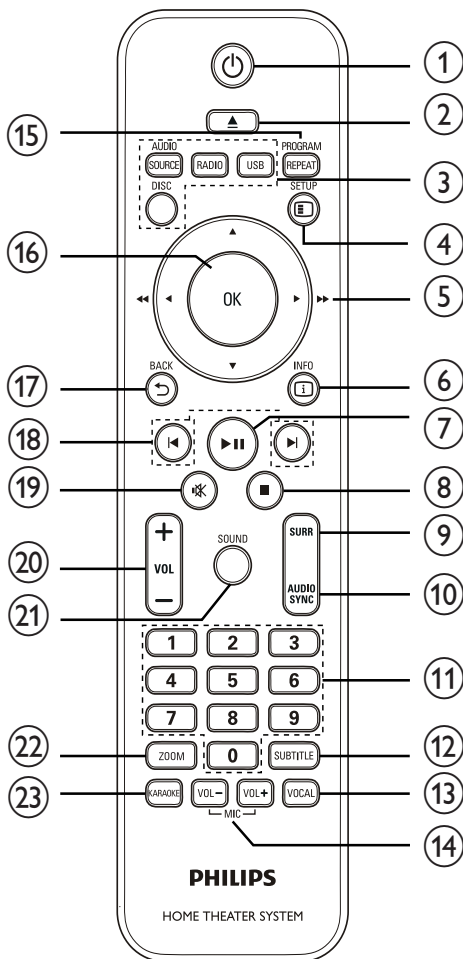 1
2
15
AUDIO
PROGRAM
SOURCE
RADIO
USB
REPEAT
3
DISC
SETUP
4
16
OK
5
BACK
INFO
i
17
6
18
7
19
8
SOUND
SURR
9
+
VOL
−
20
AUDIO
SYNC
10
21
1 2 3
4 5 6
7 8 9
11
22
ZOOM
0
SUBTITLE
12
23
KARAOKE
VOL−
VOL+
VOCAL
13
MIC
14
PHILIPS
HOME THEATER SYSTEM